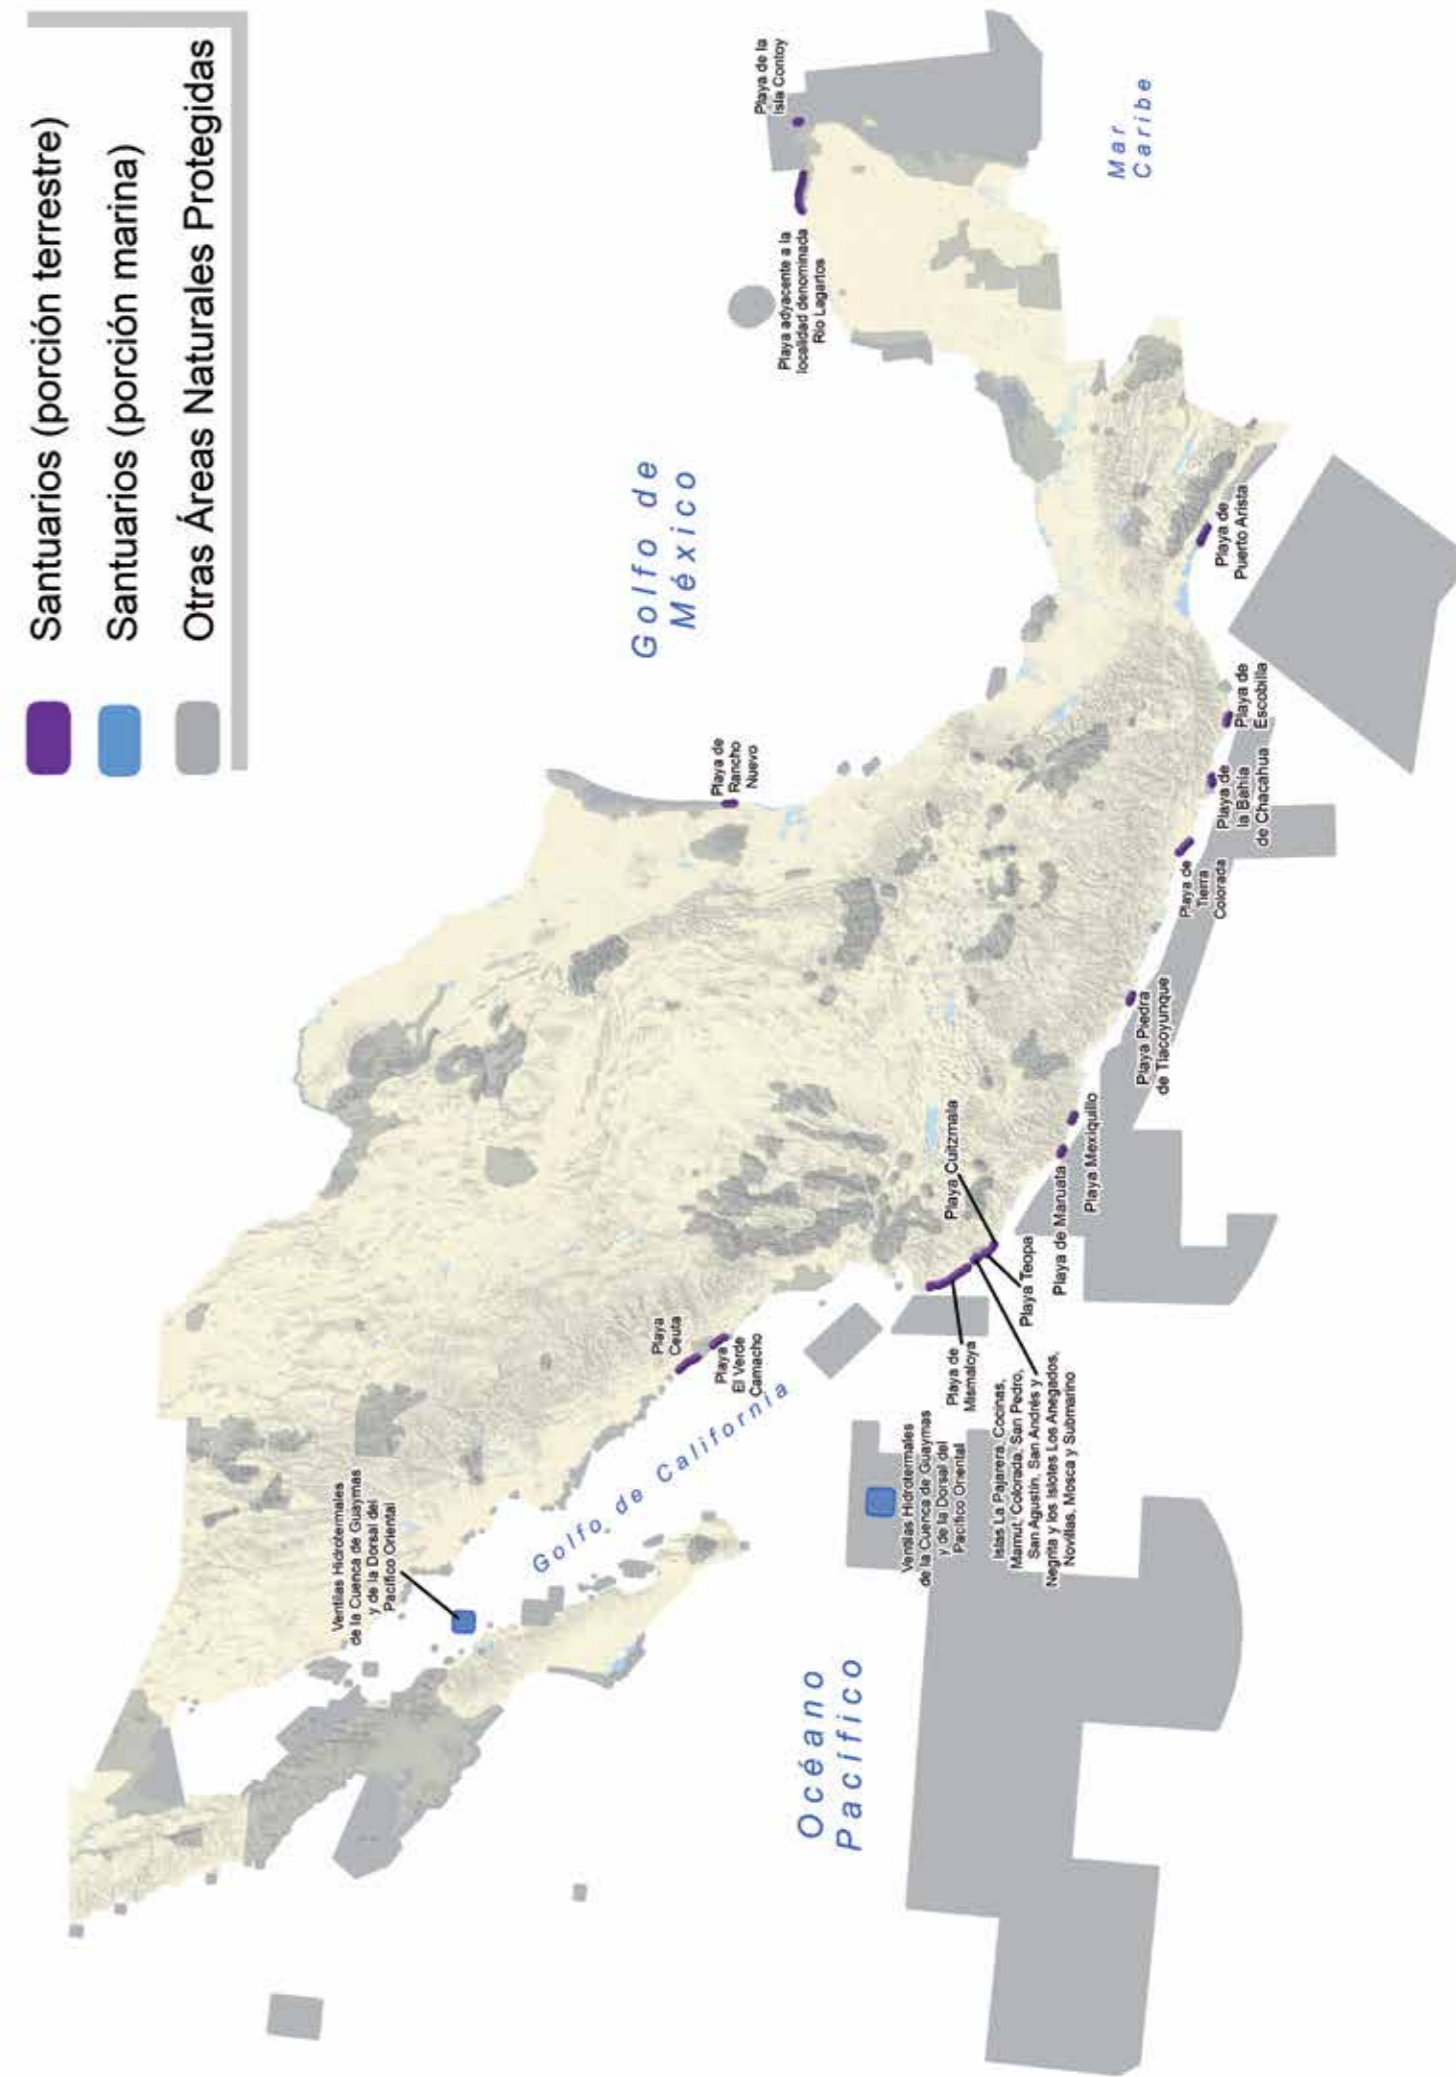 Santuarios (porción terrestre)
Santuarios (porción marina)
Otras Áreas Naturales Protegidas
Golfo de
México
Mar
Caribe
Océano
Pacífico
Golfo de California
Playa de la
Isla Contoy
Playa adyacente a la
localidad denominada
Río Lagartos
Playa de
Rancho
Nuevo
Ventilas Hidrotermales
de la Cuenca de Guaymas
y de la Dorsal del
Pacífico Oriental
Playa
Ceuta
Playa
El Verde
Camacho
Ventilas Hidrotermales
de la Cuenca de Guaymas
y de la Dorsal del
Pacífico Oriental
Playa de
Mismaloya
Islas La Pajarera, Cocinas,
Mamut, Colorada, San Pedro,
San Agustín, San Andrés y
Negrita y los Islotes Los Anegados,
Novillas, Mosca y Submarino
Playa Cuitzmala
Playa Teopa
Playa de Maruata
Playa Mexiquillo
Playa Piedra
de Tlacoyunque
Playa de
Tierra
Colorada
Playa de
la Bahía
de Chacahua
Playa de
Escobilla
Playa de
Puerto Arista